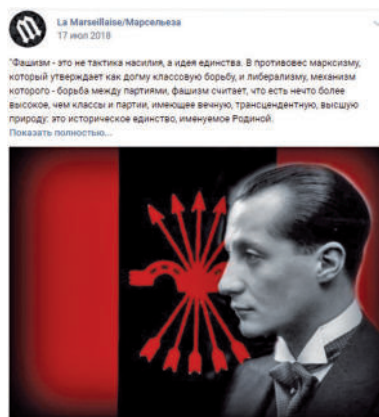 La Marseillaise/Марсельеза
17 июл 2018
"Фашизм - это не тактика насилия, а идея единства. В противовес марксизму,
который утверждает как догму классовую борьбу, и либерализму, механизм
которого - борьба между партиями, фашизм считает, что есть нечто более
высокое, чем классы и партии, имеющее вечную, трансцендентную, высшую
природу: это историческое единство, именуемое Родиной.
Показать полностью...